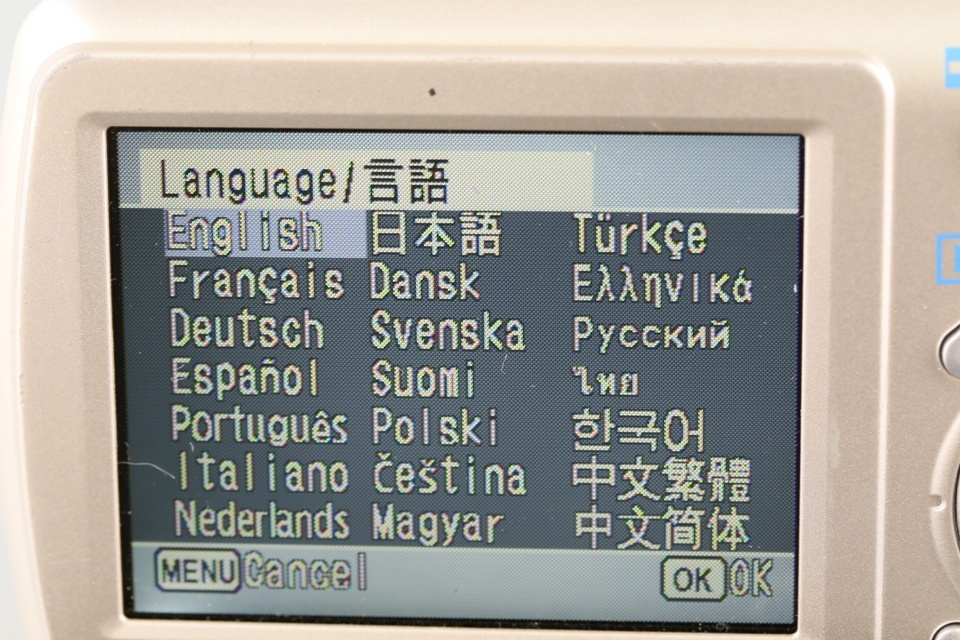 Language/言語
English 日本語 Türkçe
Français Dansk Ελληνικά
Deutsch Svenska Русский
Español Suomi ไทย
Português Polski 한국어
Italiano Čeština 中文繁體
Nederlands Magyar 中文简体
MENU Cancel OK OK